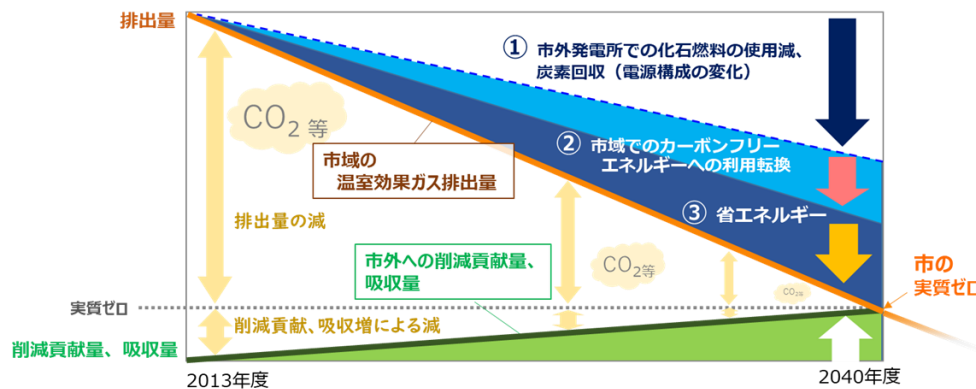 排出量
① 市外発電所での化石燃料の使用減、
炭素回収（電源構成の変化）
CO2 等
② 市域でのカーボンフリー
エネルギーへの利用転換
市域の
温室効果ガス排出量
③ 省エネルギー
排出量の減
市外への削減貢献量、
吸収量
CO2等
CO2等
市の
実質ゼロ
実質ゼロ
削減貢献、吸収増による減
削減貢献量、吸収量
2013年度
2040年度